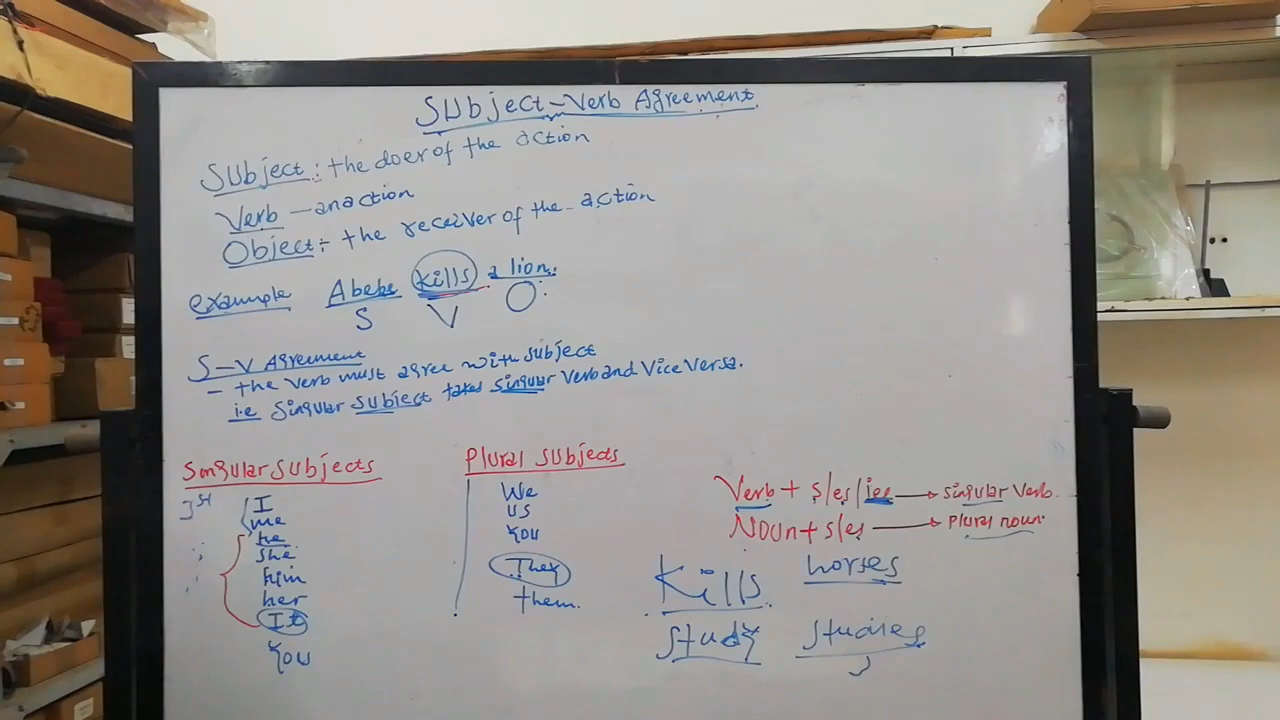 Subject-Verb Agreement
Subject: the doer of the action
Verb - an action
Object: the receiver of the action
example Abebe kills a lion.
S V O
S-V Agreement
- the verb must agree with subject
i.e Singular subject takes singular verb and Vice Versa.
Singular Subjects
1st
I
me
he
she
him
her
It
you
Plural Subjects
We
us
you
They
them.
Verb + s/es/ies → singular verb.
Noun + s/es → plural noun.
Kills horses
study studies